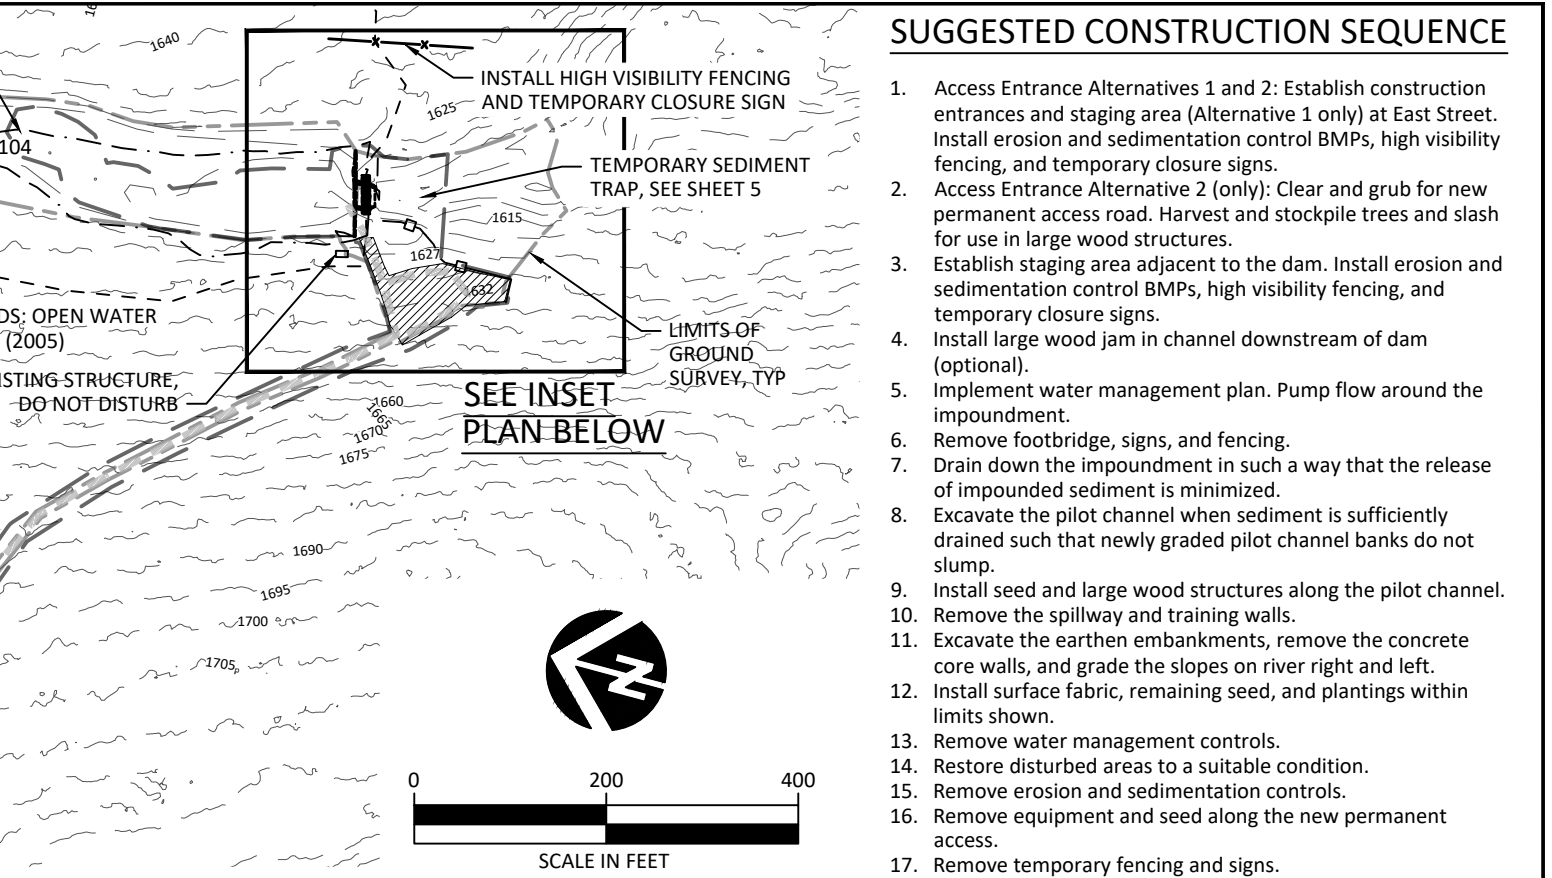 1640
INSTALL HIGH VISIBILITY FENCING
AND TEMPORARY CLOSURE SIGN
1625
104
TEMPORARY SEDIMENT
TRAP, SEE SHEET 5
1615
1627
1632
DS: OPEN WATER
(2005)
LIMITS OF
GROUND
SURVEY, TYP
ISTING STRUCTURE,
DO NOT DISTURB
SEE INSET
PLAN BELOW
1660
1665
1670
1675
1690
1695
1700
1705
N
0 200 400
SCALE IN FEET
SUGGESTED CONSTRUCTION SEQUENCE
1. Access Entrance Alternatives 1 and 2: Establish construction
entrances and staging area (Alternative 1 only) at East Street.
Install erosion and sedimentation control BMPs, high visibility
fencing, and temporary closure signs.
2. Access Entrance Alternative 2 (only): Clear and grub for new
permanent access road. Harvest and stockpile trees and slash
for use in large wood structures.
3. Establish staging area adjacent to the dam. Install erosion and
sedimentation control BMPs, high visibility fencing, and
temporary closure signs.
4. Install large wood jam in channel downstream of dam
(optional).
5. Implement water management plan. Pump flow around the
impoundment.
6. Remove footbridge, signs, and fencing.
7. Drain down the impoundment in such a way that the release
of impounded sediment is minimized.
8. Excavate the pilot channel when sediment is sufficiently
drained such that newly graded pilot channel banks do not
slump.
9. Install seed and large wood structures along the pilot channel.
10. Remove the spillway and training walls.
11. Excavate the earthen embankments, remove the concrete
core walls, and grade the slopes on river right and left.
12. Install surface fabric, remaining seed, and plantings within
limits shown.
13. Remove water management controls.
14. Restore disturbed areas to a suitable condition.
15. Remove erosion and sedimentation controls.
16. Remove equipment and seed along the new permanent
access.
17. Remove temporary fencing and signs.